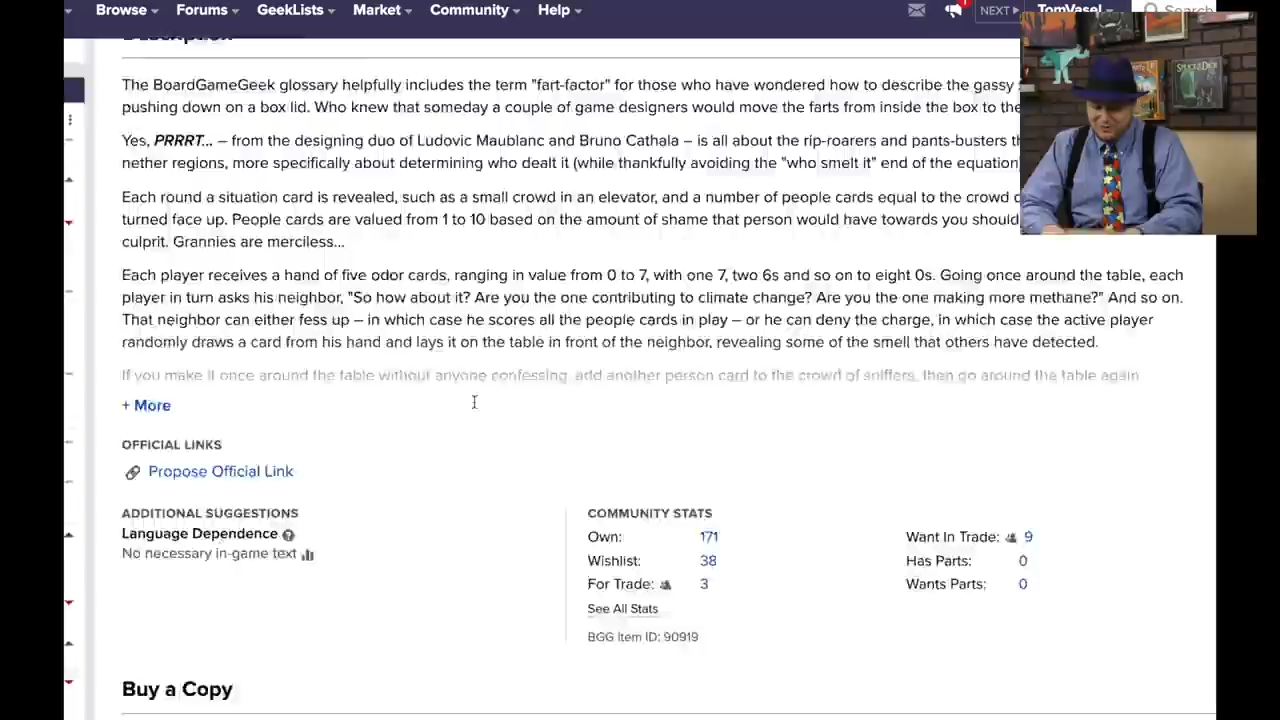 Browse Forums GeekLists Market Community Help NEXT TomVasel Search
Description
The BoardGameGeek glossary helpfully includes the term "fart-factor" for those who have wondered how to describe the gassy
pushing down on a box lid. Who knew that someday a couple of game designers would move the farts from inside the box to the
Yes, PRRRT... – from the designing duo of Ludovic Maublanc and Bruno Cathala – is all about the rip-roarers and pants-busters
nether regions, more specifically about determining who dealt it (while thankfully avoiding the "who smelt it" end of the equation)
Each round a situation card is revealed, such as a small crowd in an elevator, and a number of people cards equal to the crowd
turned face up. People cards are valued from 1 to 10 based on the amount of shame that person would have towards you should
culprit. Grannies are merciless...
Each player receives a hand of five odor cards, ranging in value from 0 to 7, with one 7, two 6s and so on to eight 0s. Going once around the table, each
player in turn asks his neighbor, "So how about it? Are you the one contributing to climate change? Are you the one making more methane?" And so on.
That neighbor can either fess up – in which case he scores all the people cards in play – or he can deny the charge, in which case the active player
randomly draws a card from his hand and lays it on the table in front of the neighbor, revealing some of the smell that others have detected.
If you make it once around the table without anyone confessing, add another person card to the crowd of sniffers, then go around the table again
+ More
OFFICIAL LINKS
Propose Official Link
ADDITIONAL SUGGESTIONS
Language Dependence
No necessary in-game text
COMMUNITY STATS
Own: 171
Wishlist: 38
For Trade: 3
See All Stats
BGG Item ID: 90919
Want In Trade: 9
Has Parts: 0
Wants Parts: 0
Buy a Copy